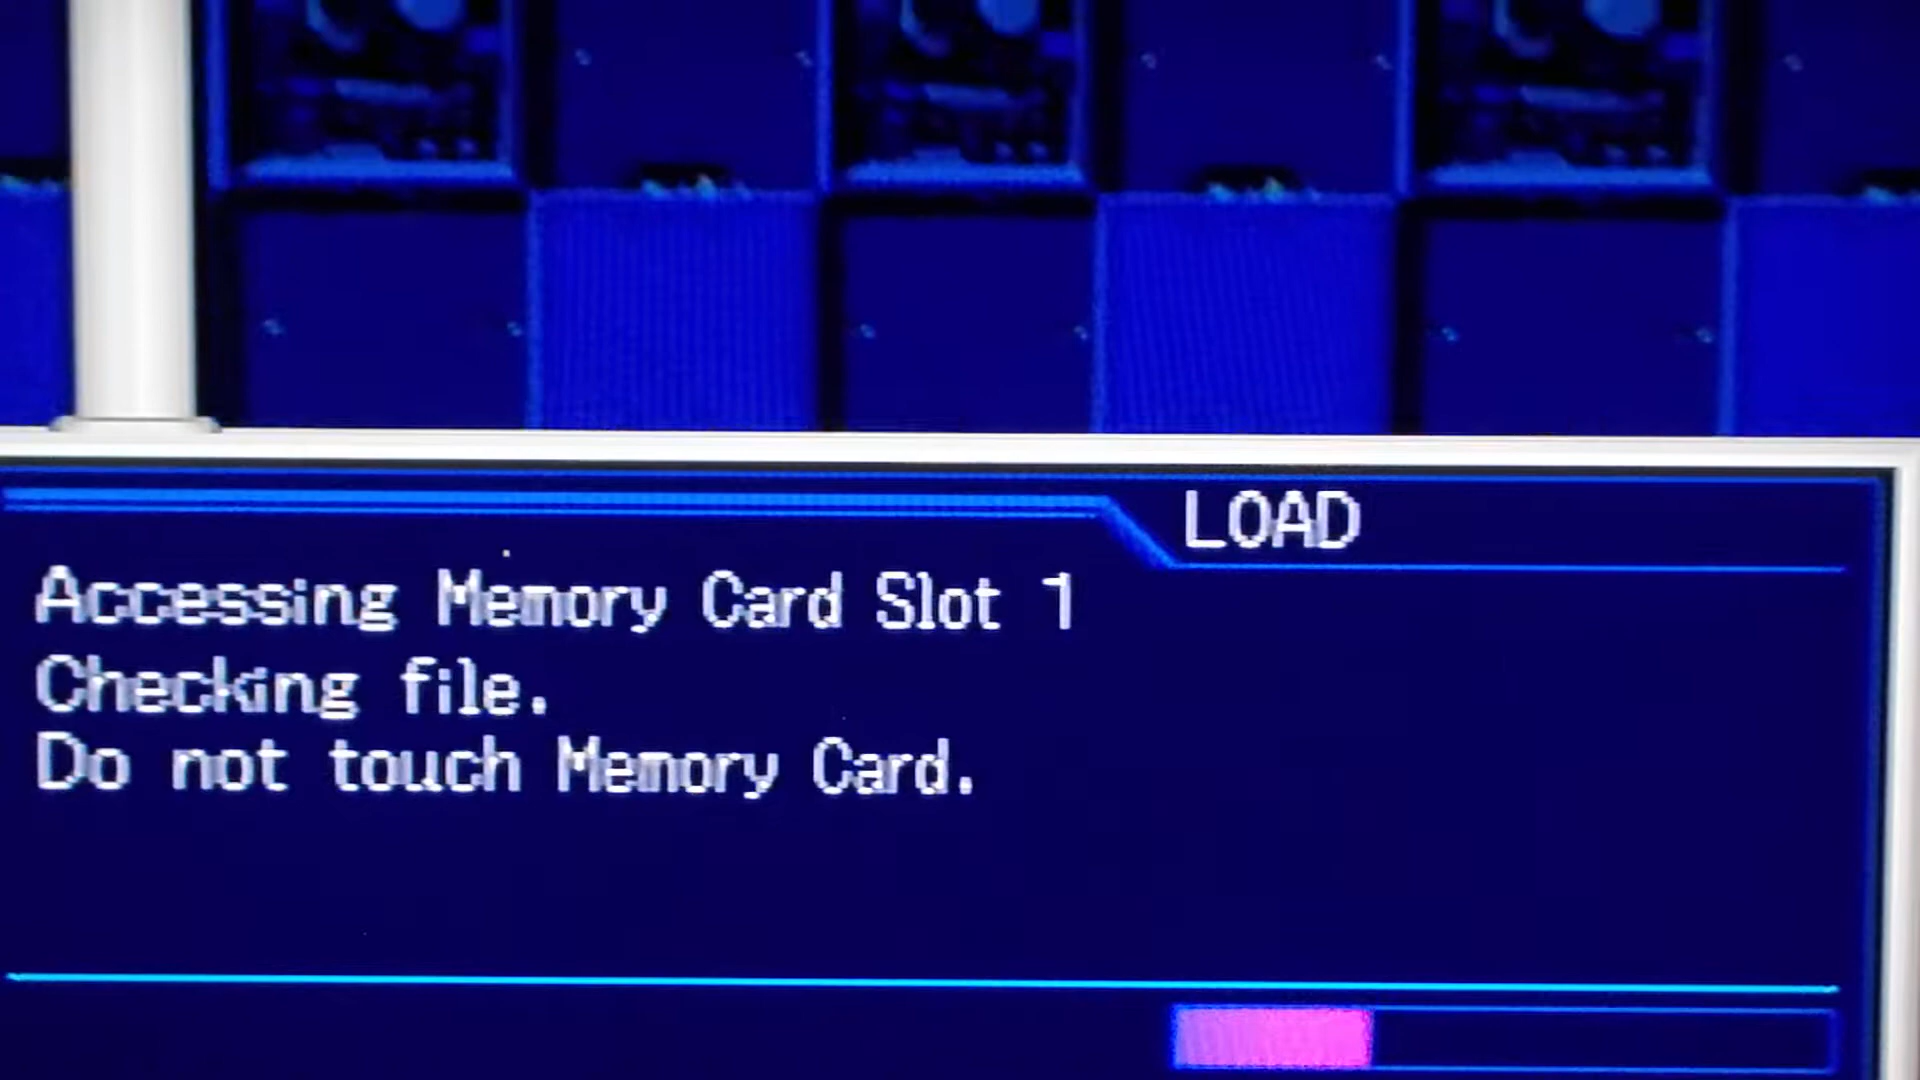 LOAD
Accessing Memory Card Slot 1
Checking file.
Do not touch Memory Card.